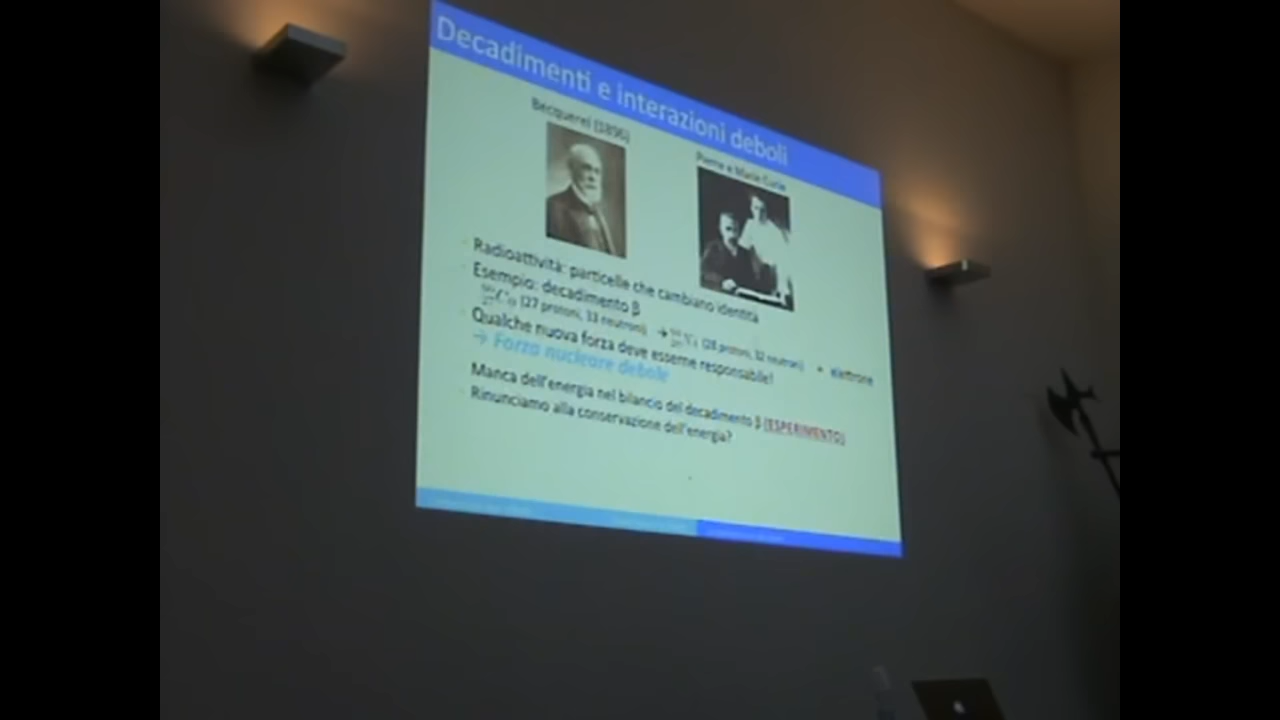 Decadimenti e interazioni deboli
Becquerel (1896)
Pierre e Marie Curie
Radioattività: particelle che cambiano identità
Esempio: decadimento β
(27 protoni, 33 neutroni) → (28 protoni, 32 neutroni) + elettrone
Qualche nuova forza deve esserne responsabile!
→ Forza nucleare debole
Manca dell'energia nel bilancio del decadimento β (ESPERIMENTO)
Rinunciamo alla conservazione dell'energia?